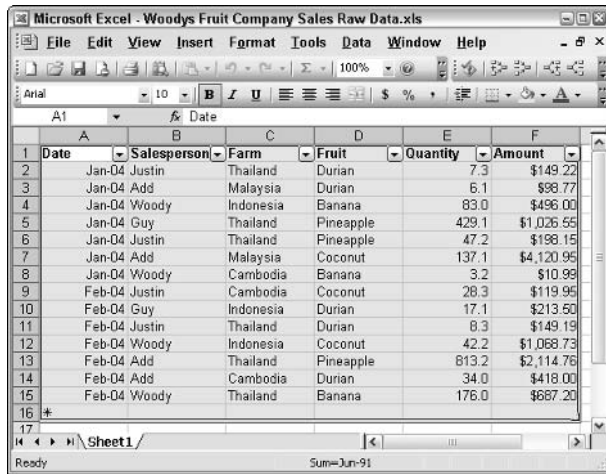 Microsoft Excel - Woodys Fruit Company Sales Raw Data.xls
File Edit View Insert Format Tools Data Window Help
100%
Arial 10 B I U $ % ,
A1 fx Date
A B C D E F
1 Date Salesperson Farm Fruit Quantity Amount
2 Jan-04 Justin Thailand Durian 7.3 $149.22
3 Jan-04 Add Malaysia Durian 6.1 $98.77
4 Jan-04 Woody Indonesia Banana 83.0 $496.00
5 Jan-04 Guy Thailand Pineapple 429.1 $1,026.55
6 Jan-04 Justin Thailand Pineapple 47.2 $198.15
7 Jan-04 Add Malaysia Coconut 137.1 $4,120.95
8 Jan-04 Woody Cambodia Banana 3.2 $10.99
9 Feb-04 Justin Cambodia Coconut 28.3 $119.95
10 Feb-04 Guy Indonesia Durian 17.1 $213.50
11 Feb-04 Justin Thailand Durian 8.3 $149.19
12 Feb-04 Woody Indonesia Coconut 42.2 $1,068.73
13 Feb-04 Add Thailand Pineapple 813.2 $2,114.76
14 Feb-04 Add Cambodia Durian 34.0 $418.00
15 Feb-04 Woody Thailand Banana 176.0 $687.20
16 *
17
Sheet1
Ready Sum=Jun-91